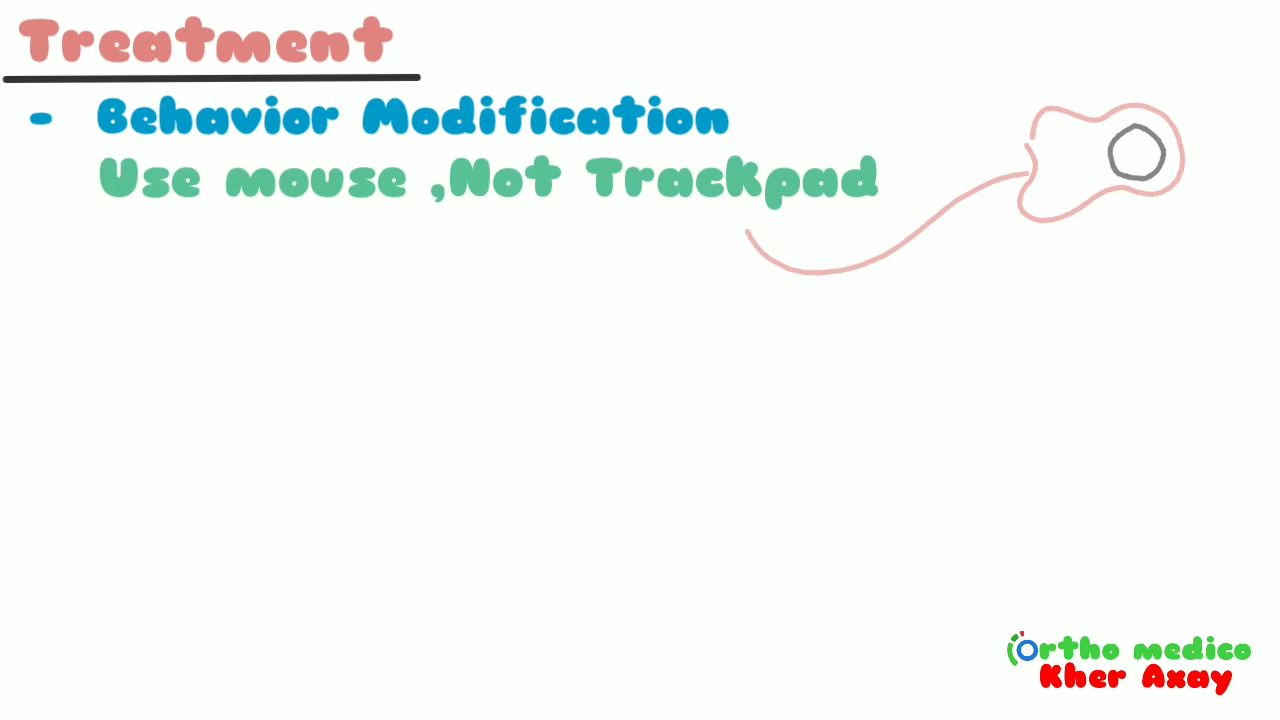 Treatment
- Behavior Modification
Use mouse ,Not Trackpad
Ortho medico
Kher Axay